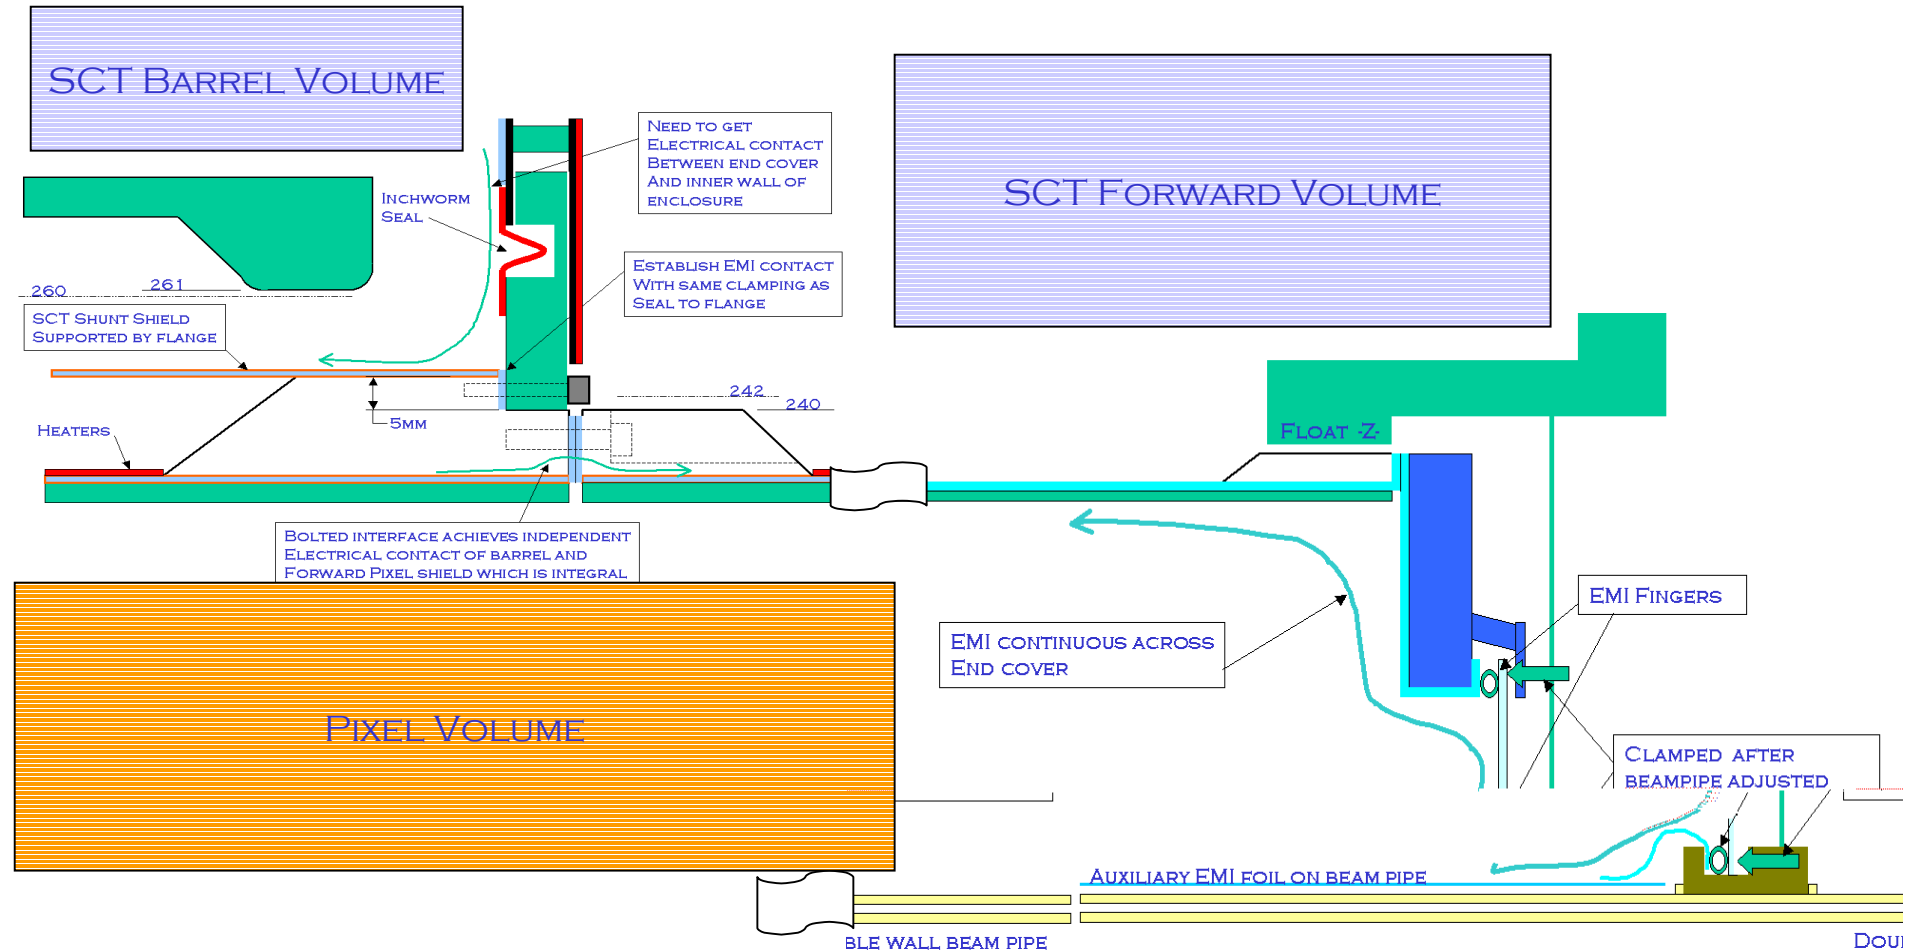 SCT Barrel Volume
SCT Forward Volume
Need to get
Electrical contact
Between end cover
And inner wall of
enclosure
Inchworm
Seal
Establish EMI contact
With same clamping as
Seal to flange
260
261
SCT Shunt Shield
Supported by flange
242
240
5mm
Heaters
Float -Z-
Bolted interface achieves independent
Electrical contact of barrel and
Forward Pixel shield which is integral
EMI Fingers
EMI continuous across
End cover
Pixel Volume
Clamped after
beampipe adjusted
Auxiliary EMI foil on beam pipe
ble wall beam pipe
Dou